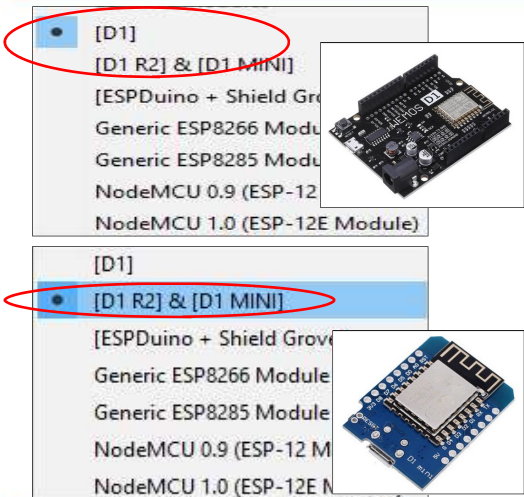 [D1]
[D1 R2] & [D1 MINI]
[ESPDuino + Shield Gro
Generic ESP8266 Modu
Generic ESP8285 Modu
NodeMCU 0.9 (ESP-12
NodeMCU 1.0 (ESP-12E Module)
WEMOS D1
[D1]
[D1 R2] & [D1 MINI]
[ESPDuino + Shield Grove
Generic ESP8266 Module
Generic ESP8285 Module
NodeMCU 0.9 (ESP-12 M
NodeMCU 1.0 (ESP-12E M
D1 mini